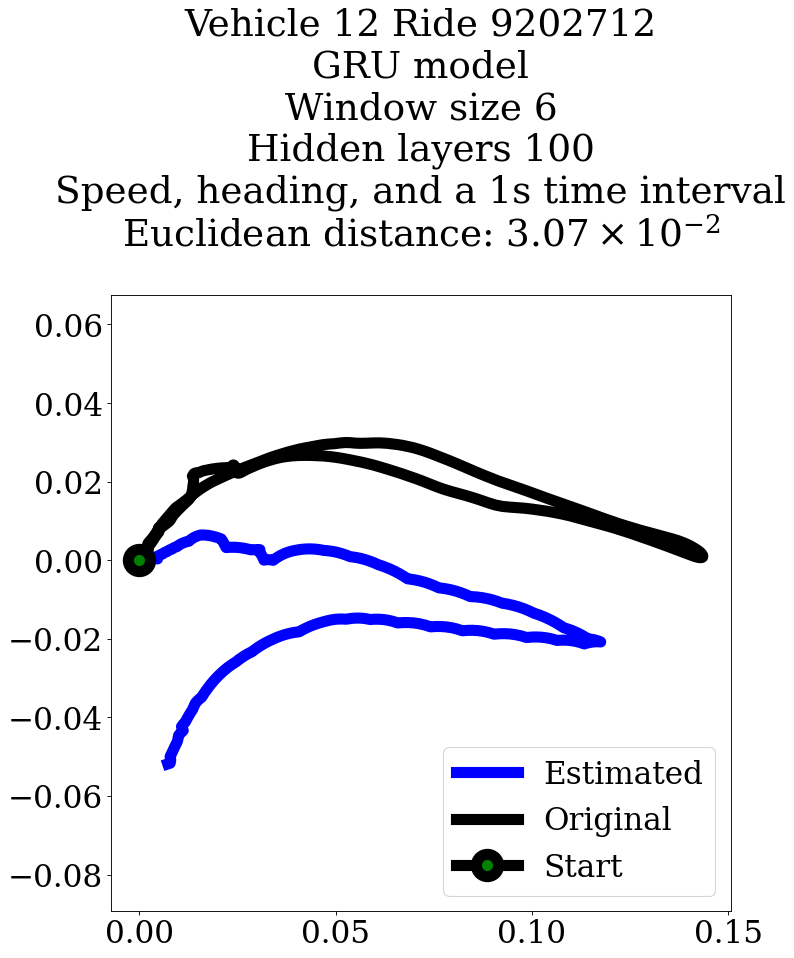 Vehicle 12 Ride 9202712
GRU model
Window size 6
Hidden layers 100
Speed, heading, and a 1s time interval
Euclidean distance: 3.07 × 10⁻²
0.06
0.04
0.02
0.00
−0.02
−0.04
−0.06
−0.08
Estimated
Original
Start
0.00 0.05 0.10 0.15